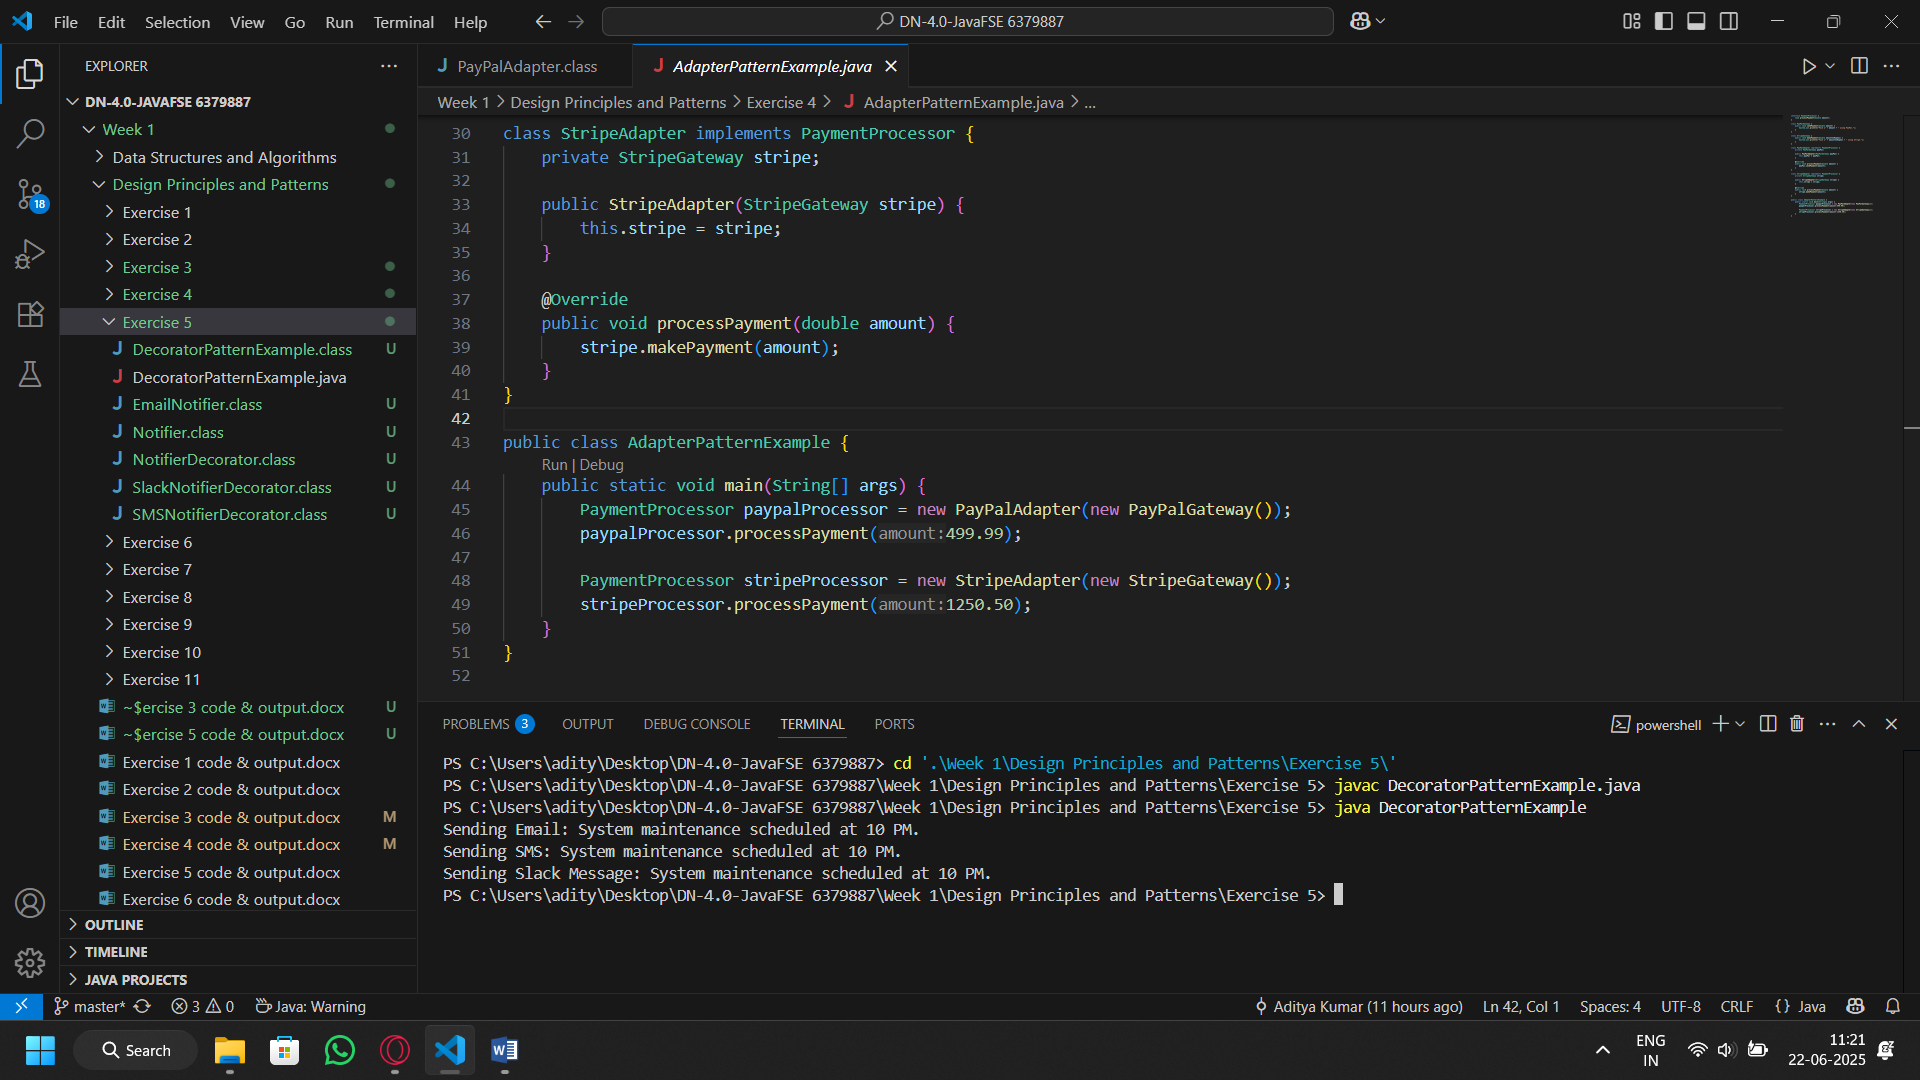 File Edit Selection View Go Run Terminal Help
DN-4.0-JavaFSE 6379887
EXPLORER
DN-4.0-JAVAFSE 6379887
Week 1
Data Structures and Algorithms
Design Principles and Patterns
Exercise 1
Exercise 2
Exercise 3
Exercise 4
Exercise 5
DecoratorPatternExample.class U
DecoratorPatternExample.java
EmailNotifier.class U
Notifier.class U
NotifierDecorator.class U
SlackNotifierDecorator.class U
SMSNotifierDecorator.class U
Exercise 6
Exercise 7
Exercise 8
Exercise 9
Exercise 10
Exercise 11
~$ercise 3 code & output.docx U
~$ercise 5 code & output.docx U
Exercise 1 code & output.docx
Exercise 2 code & output.docx
Exercise 3 code & output.docx M
Exercise 4 code & output.docx M
Exercise 5 code & output.docx
Exercise 6 code & output.docx
OUTLINE
TIMELINE
JAVA PROJECTS
18
PayPalAdapter.class
AdapterPatternExample.java
Week 1 > Design Principles and Patterns > Exercise 4 > AdapterPatternExample.java > ...
30 class StripeAdapter implements PaymentProcessor {
31 private StripeGateway stripe;
32
33 public StripeAdapter(StripeGateway stripe) {
34 this.stripe = stripe;
35 }
36
37 @Override
38 public void processPayment(double amount) {
39 stripe.makePayment(amount);
40 }
41 }
42
43 public class AdapterPatternExample {
Run | Debug
44 public static void main(String[] args) {
45 PaymentProcessor paypalProcessor = new PayPalAdapter(new PayPalGateway());
46 paypalProcessor.processPayment(amount:499.99);
47
48 PaymentProcessor stripeProcessor = new StripeAdapter(new StripeGateway());
49 stripeProcessor.processPayment(amount:1250.50);
50 }
51 }
52
PROBLEMS 3 OUTPUT DEBUG CONSOLE TERMINAL PORTS
powershell
PS C:\Users\adity\Desktop\DN-4.0-JavaFSE 6379887> cd '.\Week 1\Design Principles and Patterns\Exercise 5\'
PS C:\Users\adity\Desktop\DN-4.0-JavaFSE 6379887\Week 1\Design Principles and Patterns\Exercise 5> javac DecoratorPatternExample.java
PS C:\Users\adity\Desktop\DN-4.0-JavaFSE 6379887\Week 1\Design Principles and Patterns\Exercise 5> java DecoratorPatternExample
Sending Email: System maintenance scheduled at 10 PM.
Sending SMS: System maintenance scheduled at 10 PM.
Sending Slack Message: System maintenance scheduled at 10 PM.
PS C:\Users\adity\Desktop\DN-4.0-JavaFSE 6379887\Week 1\Design Principles and Patterns\Exercise 5>
master* 3 0 Java: Warning
Aditya Kumar (11 hours ago) Ln 42, Col 1 Spaces: 4 UTF-8 CRLF {} Java
Search
ENG
IN
11:21
22-06-2025